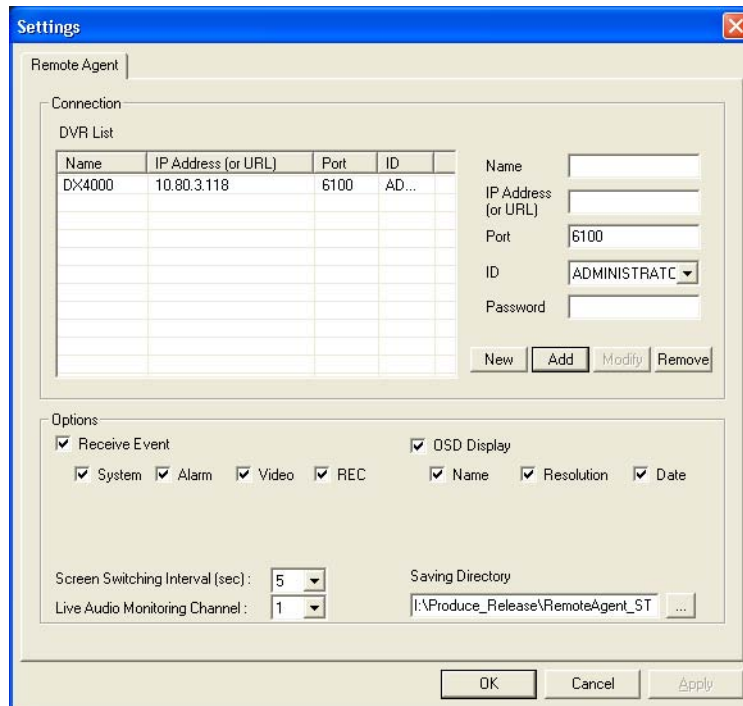 Settings
Remote Agent
Connection
DVR List
Name IP Address (or URL) Port ID
DX4000 10.80.3.118 6100 AD...
Name
IP Address
(or URL)
Port 6100
ID ADMINISTRATC
Password
New Add Modify Remove
Options
Receive Event OSD Display
System Alarm Video REC Name Resolution Date
Screen Switching Interval (sec) : 5 Saving Directory
Live Audio Monitoring Channel : 1 I:\Produce_Release\RemoteAgent_ST ...
OK Cancel Apply